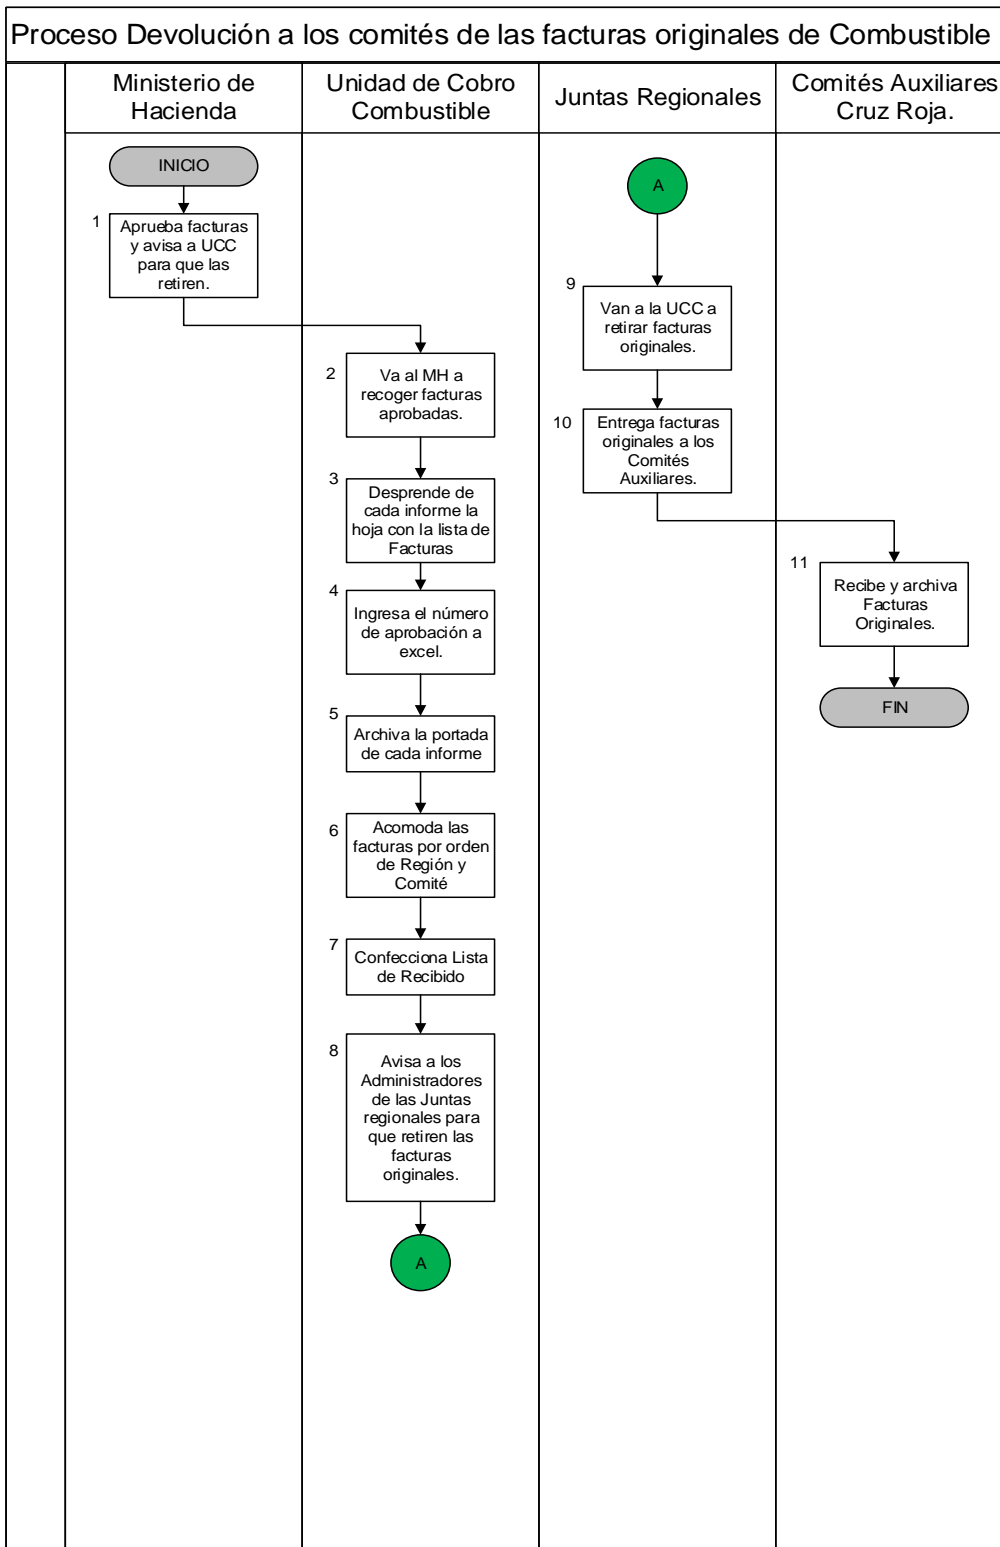 Proceso Devolución a los comités de las facturas originales de Combustible
Ministerio de
Hacienda
Unidad de Cobro
Combustible
Juntas Regionales
Comités Auxiliares
Cruz Roja.
INICIO
1
Aprueba facturas
y avisa a UCC
para que las
retiren.
2
Va al MH a
recoger facturas
aprobadas.
3
Desprende de
cada informe la
hoja con la lista de
Facturas
4
Ingresa el número
de aprobación a
excel.
5
Archiva la portada
de cada informe
6
Acomoda las
facturas por orden
de Región y
Comité
7
Confecciona Lista
de Recibido
8
Avisa a los
Administradores
de las Juntas
regionales para
que retiren las
facturas
originales.
A
A
9
Van a la UCC a
retirar facturas
originales.
10
Entrega facturas
originales a los
Comités
Auxiliares.
11
Recibe y archiva
Facturas
Originales.
FIN